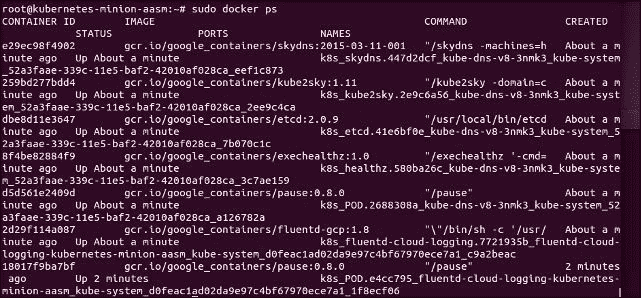 root@kubernetes-minion-aasm:~# sudo docker ps
CONTAINER ID IMAGE COMMAND CREATED
STATUS PORTS NAMES
e29ec98f4902 gcr.io/google_containers/skydns:2015-03-11-001 "/skydns -machines=h About a m
inute ago Up About a minute k8s_skydns.447d2dcf_kube-dns-v8-3nmk3_kube-system
_52a3faae-339c-11e5-baf2-42010af028ca_eef1c873
259bd277bdd4 gcr.io/google_containers/kube2sky:1.11 "/kube2sky -domain=c About a m
inute ago Up About a minute k8s_kube2sky.2e9c6a56_kube-dns-v8-3nmk3_kube-syst
em_52a3faae-339c-11e5-baf2-42010af028ca_2ee9c4ca
dbe8d11e3647 gcr.io/google_containers/etcd:2.0.9 "/usr/local/bin/etcd About a m
inute ago Up About a minute k8s_etcd.41e6bf0e_kube-dns-v8-3nmk3_kube-system_5
2a3faae-339c-11e5-baf2-42010af028ca_7b070c1c
8f4be82884f9 gcr.io/google_containers/exechealthz:1.0 "/exechealthz '-cmd= About a m
inute ago Up About a minute k8s_healthz.580ba26c_kube-dns-v8-3nmk3_kube-syste
m_52a3faae-339c-11e5-baf2-42010af028ca_3c7ae159
d5d561e2409d gcr.io/google_containers/pause:0.8.0 "/pause" About a m
inute ago Up About a minute k8s_POD.2688308a_kube-dns-v8-3nmk3_kube-system_52
a3faae-339c-11e5-baf2-42010af028ca_a126782a
2d29f114a087 gcr.io/google_containers/fluentd-gcp:1.8 "\"/bin/sh -c '/usr/ About a m
inute ago Up About a minute k8s_fluentd-cloud-logging.7721935b_fluentd-cloud-
logging-kubernetes-minion-aasm_kube-system_d0feac1ad02da9e97c4bf67970ece7a1_c9a2beac
18017f9ba7bf gcr.io/google_containers/pause:0.8.0 "/pause" 2 minutes
ago Up 2 minutes k8s_POD.e4cc795_fluentd-cloud-logging-kubernetes-
minion-aasm_kube-system_d0feac1ad02da9e97c4bf67970ece7a1_1f8ecf06